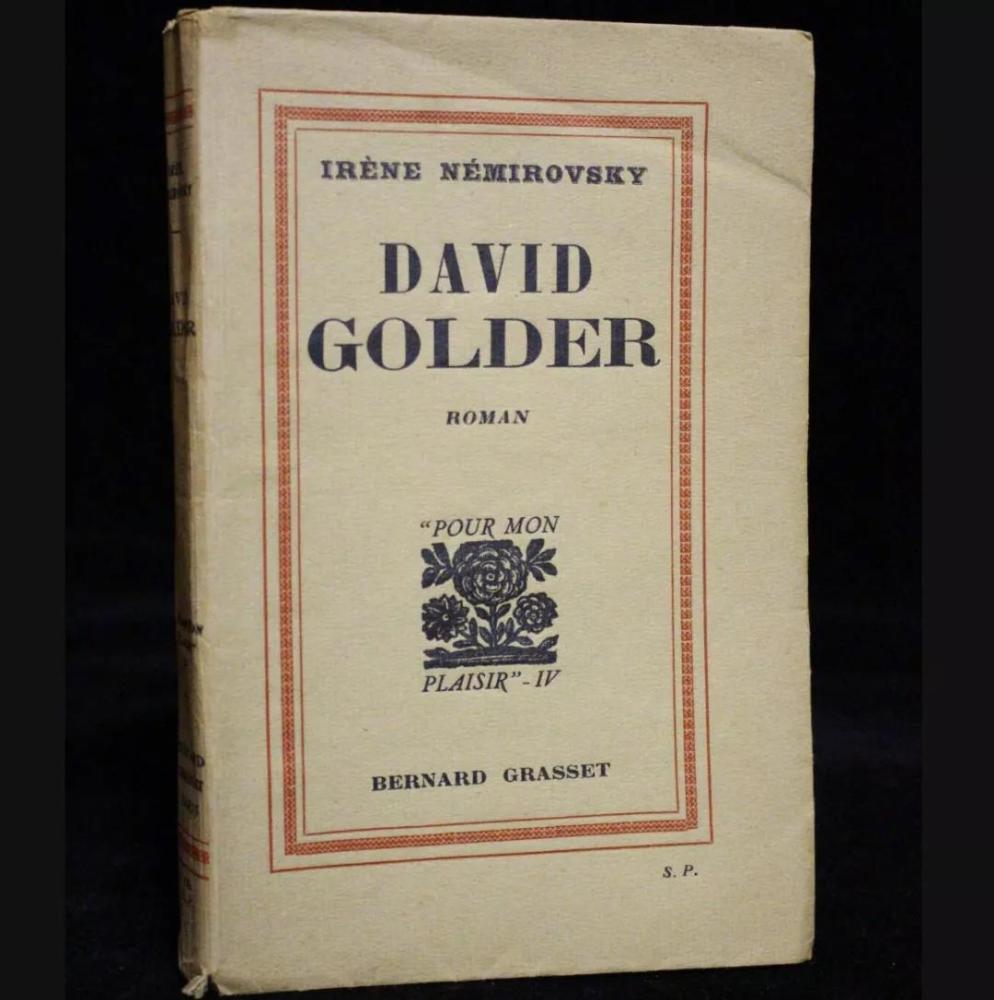 IRÈNE NÉMIROVSKY
DAVID
GOLDER
ROMAN
"POUR MON
PLAISIR" - IV
BERNARD GRASSET
S. P.